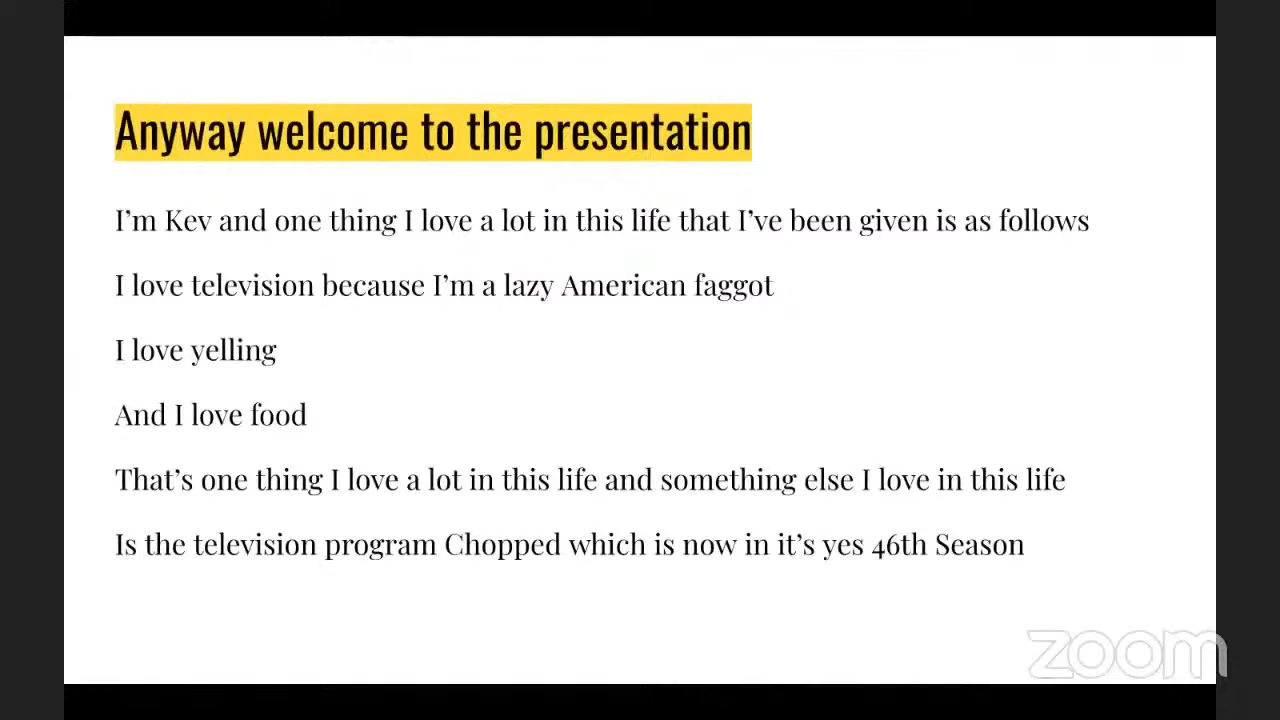 Anyway welcome to the presentation
I'm Kev and one thing I love a lot in this life that I've been given is as follows
I love television because I'm a lazy American faggot
I love yelling
And I love food
That's one thing I love a lot in this life and something else I love in this life
Is the television program Chopped which is now in it's yes 46th Season
zoom